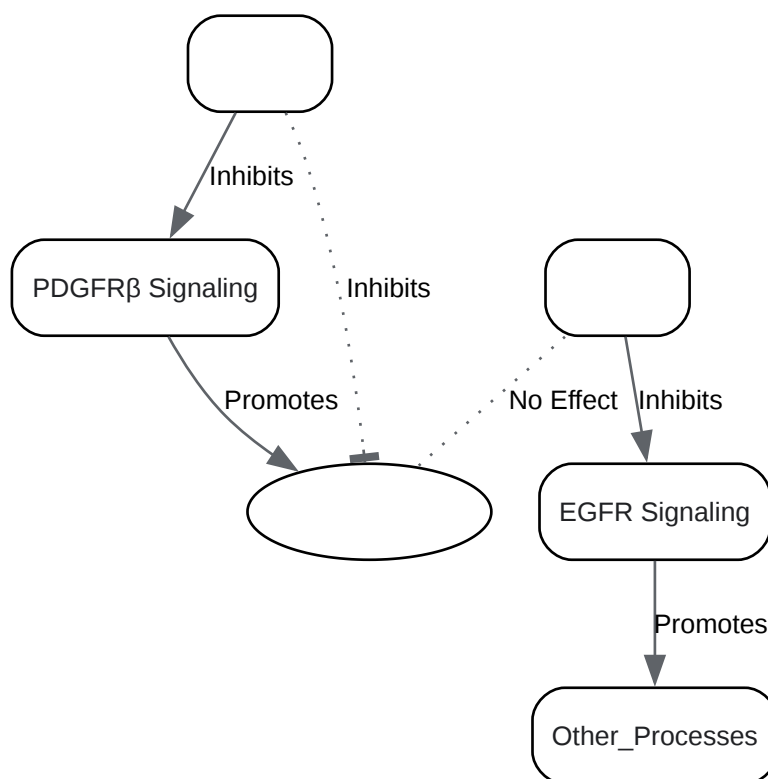 Inhibits
PDGFRβ Signaling
Inhibits
Promotes
No Effect
Inhibits
EGFR Signaling
Promotes
Other_Processes